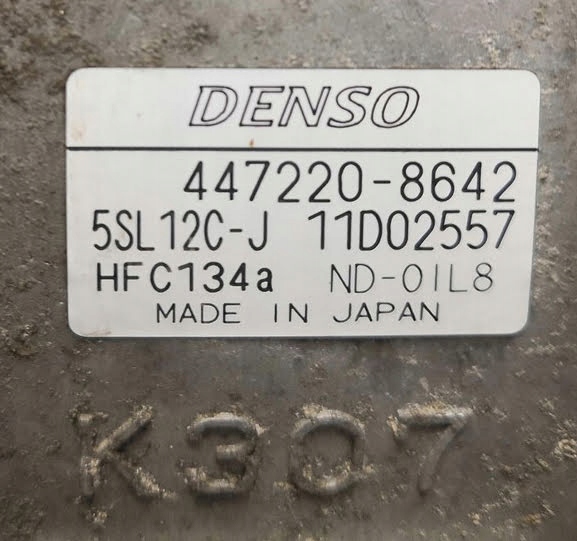 DENSO
447220-8642
5SL12C-J 11D02557
HFC134a ND-OIL8
MADE IN JAPAN
K307